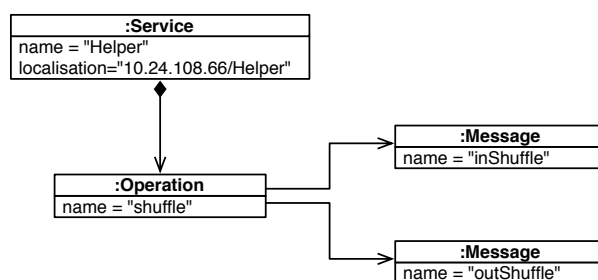 :Service
name = "Helper"
localisation="10.24.108.66/Helper"
:Message
name = "inShuffle"
:Operation
name = "shuffle"
:Message
name = "outShuffle"